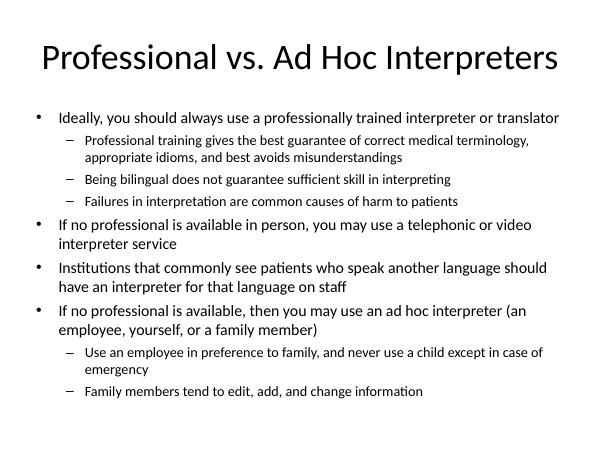 Professional vs. Ad Hoc Interpreters
• Ideally, you should always use a professionally trained interpreter or translator
– Professional training gives the best guarantee of correct medical terminology,
appropriate idioms, and best avoids misunderstandings
– Being bilingual does not guarantee sufficient skill in interpreting
– Failures in interpretation are common causes of harm to patients
• If no professional is available in person, you may use a telephonic or video
interpreter service
• Institutions that commonly see patients who speak another language should
have an interpreter for that language on staff
• If no professional is available, then you may use an ad hoc interpreter (an
employee, yourself, or a family member)
– Use an employee in preference to family, and never use a child except in case of
emergency
– Family members tend to edit, add, and change information